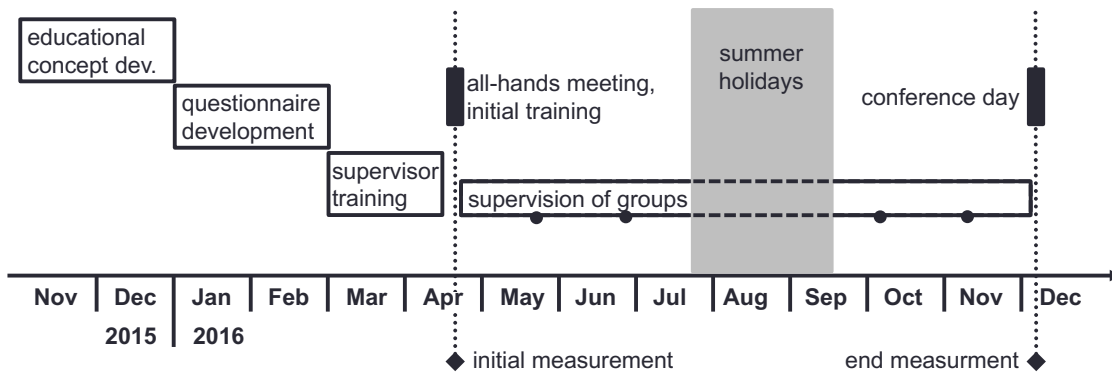 educational
concept dev.
questionnaire
development
supervisor
training
all-hands meeting,
initial training
summer
holidays
conference day
supervision of groups
Nov Dec Jan Feb Mar Apr May Jun Jul Aug Sep Oct Nov Dec
2015 2016
initial measurement
end measurment